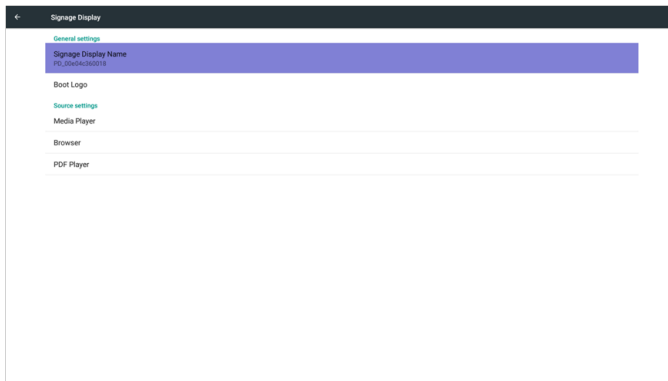 Signage Display
General settings
Signage Display Name
PD_00e04c360018
Boot Logo
Source settings
Media Player
Browser
PDF Player